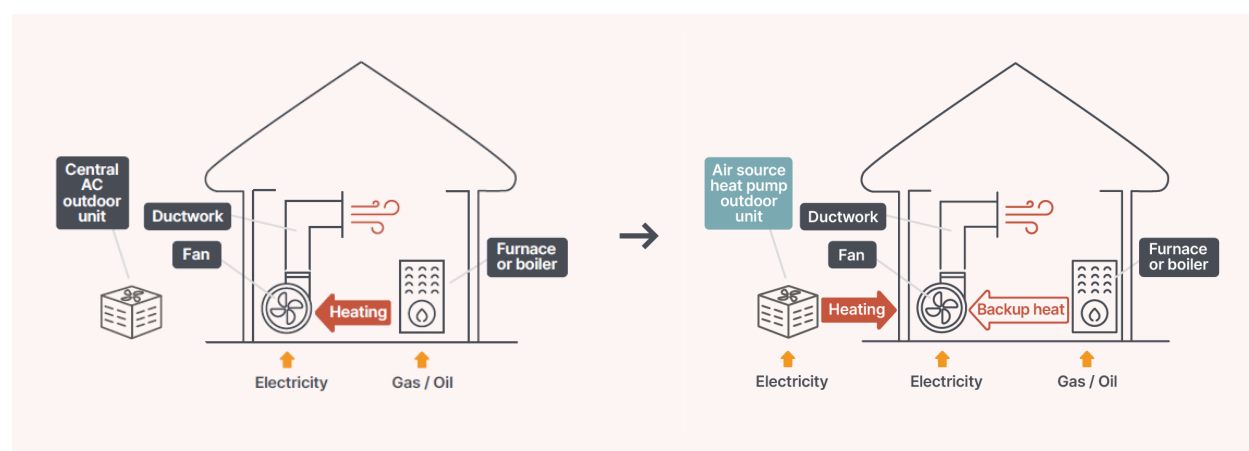 Central
AC
outdoor
unit
Ductwork
Fan
Furnace
or boiler
Heating
Electricity
Gas / Oil
Air source
heat pump
outdoor
unit
Ductwork
Fan
Furnace
or boiler
Heating
Backup heat
Electricity
Electricity
Gas / Oil